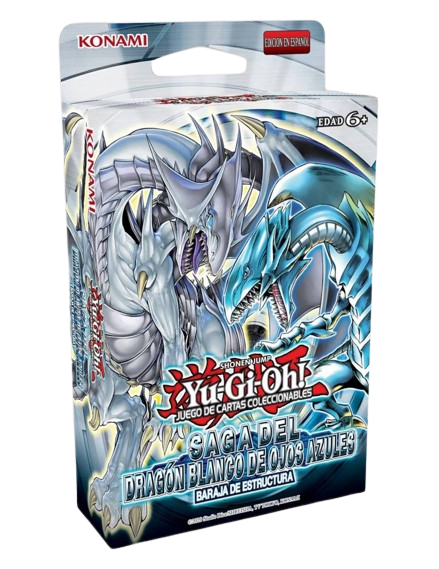 KONAMI
EDICIÓN EN ESPAÑOL
EDAD 6+
KONAMI
SHONEN JUMP
Yu-Gi-Oh!
JUEGO DE CARTAS COLECCIONABLES
SAGA DEL
DRAGÓN BLANCO DE OJOS AZULES
BARAJA DE ESTRUCTURA